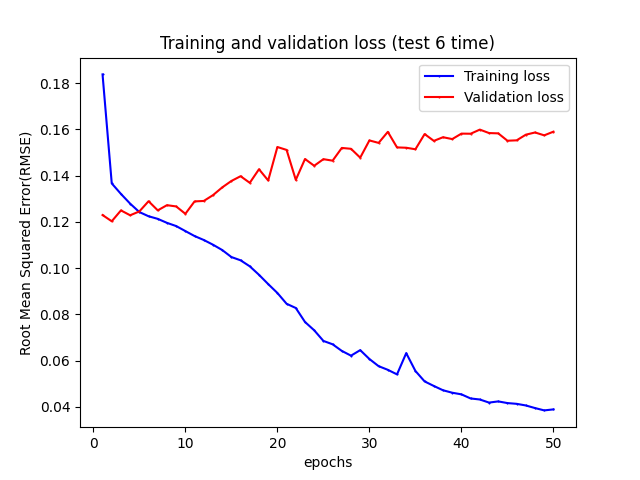 Training and validation loss (test 6 time)
Training loss
Validation loss
Root Mean Squared Error(RMSE)
0.18
0.16
0.14
0.12
0.10
0.08
0.06
0.04
0 10 20 30 40 50
epochs